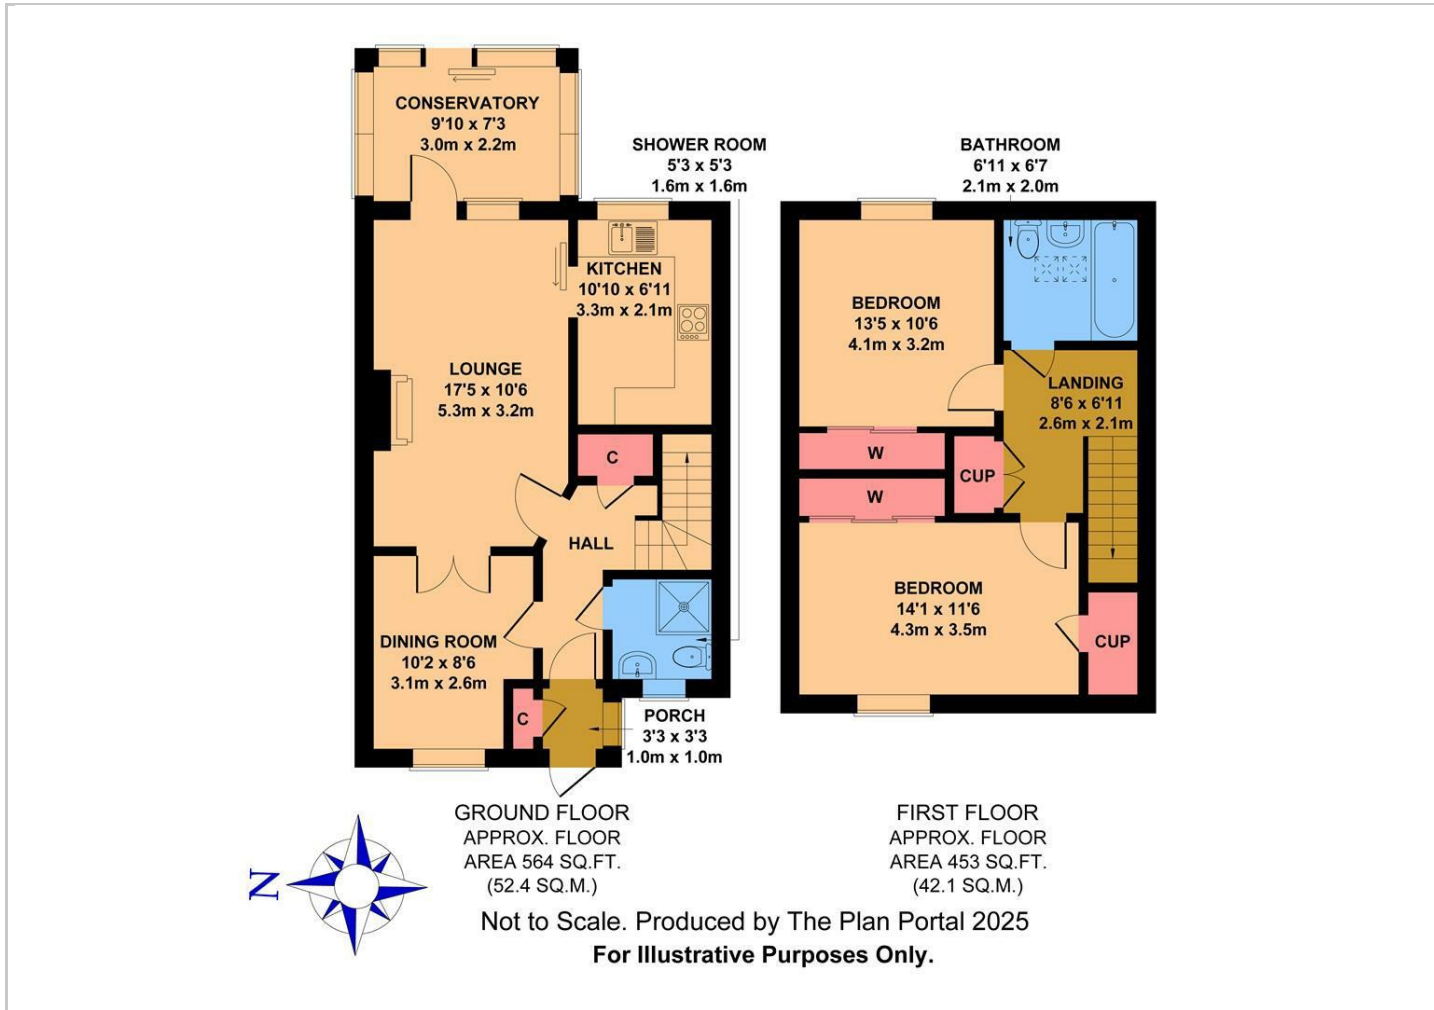 CONSERVATORY
9'10 x 7'3
3.0m x 2.2m
SHOWER ROOM
5'3 x 5'3
1.6m x 1.6m
KITCHEN
10'10 x 6'11
3.3m x 2.1m
LOUNGE
17'5 x 10'6
5.3m x 3.2m
C
HALL
DINING ROOM
10'2 x 8'6
3.1m x 2.6m
C
PORCH
3'3 x 3'3
1.0m x 1.0m
BATHROOM
6'11 x 6'7
2.1m x 2.0m
BEDROOM
13'5 x 10'6
4.1m x 3.2m
LANDING
8'6 x 6'11
2.6m x 2.1m
W
CUP
W
BEDROOM
14'1 x 11'6
4.3m x 3.5m
CUP
GROUND FLOOR
APPROX. FLOOR
AREA 564 SQ.FT.
(52.4 SQ.M.)
FIRST FLOOR
APPROX. FLOOR
AREA 453 SQ.FT.
(42.1 SQ.M.)
N
Not to Scale. Produced by The Plan Portal 2025
For Illustrative Purposes Only.